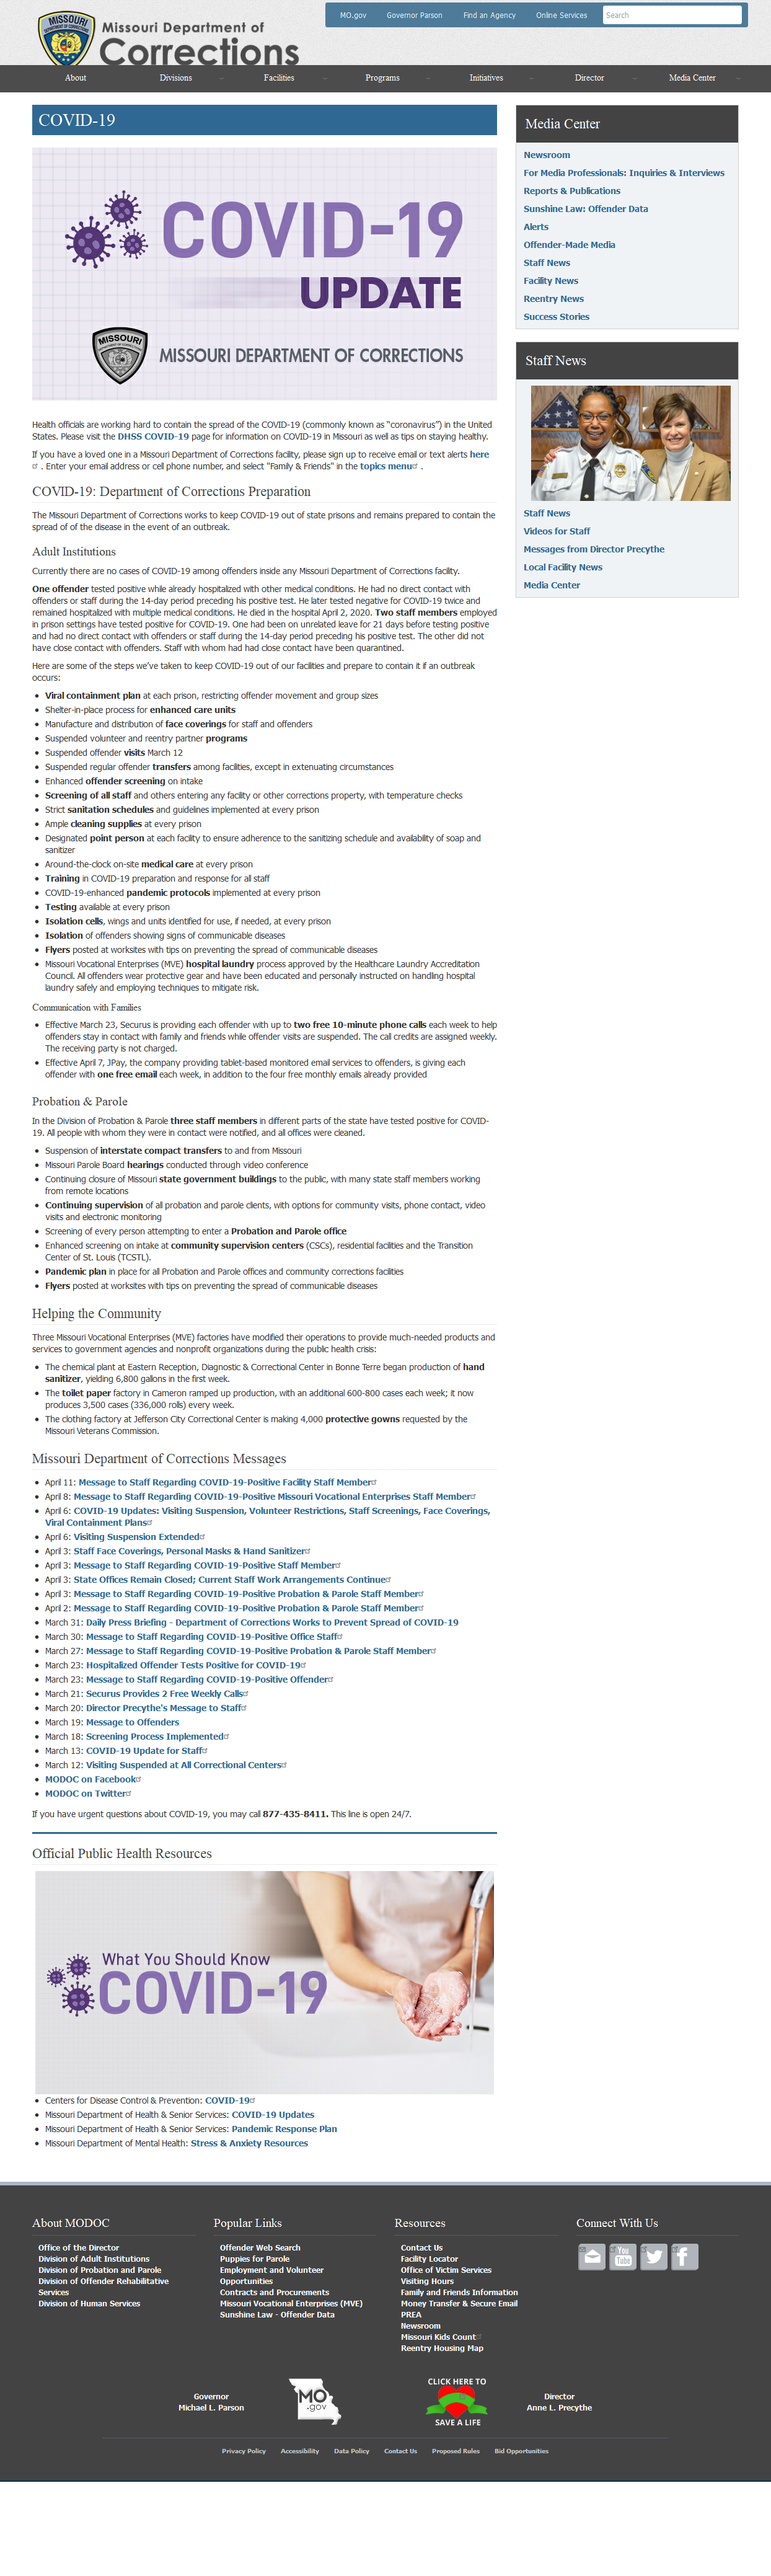 MO.gov Governor Parson Find an Agency Online Services Search
Missouri Department of
Corrections
About Divisions Facilities Programs Initiatives Director Media Center
COVID-19
COVID-19
UPDATE
MISSOURI
MISSOURI DEPARTMENT OF CORRECTIONS
Health officials are working hard to contain the spread of the COVID-19 (commonly known as "coronavirus") in the United
States. Please visit the DHSS COVID-19 page for information on COVID-19 in Missouri as well as tips on staying healthy.
If you have a loved one in a Missouri Department of Corrections facility, please sign up to receive email or text alerts here
. Enter your email address or cell phone number, and select "Family & Friends" in the topics menu .
COVID-19: Department of Corrections Preparation
The Missouri Department of Corrections works to keep COVID-19 out of state prisons and remains prepared to contain the
spread of of the disease in the event of an outbreak.
Adult Institutions
Currently there are no cases of COVID-19 among offenders inside any Missouri Department of Corrections facility.
One offender tested positive while already hospitalized with other medical conditions. He had no direct contact with
offenders or staff during the 14-day period preceding his positive test. He later tested negative for COVID-19 twice and
remained hospitalized with multiple medical conditions. He died in the hospital April 2, 2020. Two staff members employed
in prison settings have tested positive for COVID-19. One had been on unrelated leave for 21 days before testing positive
and had no direct contact with offenders or staff during the 14-day period preceding his positive test. The other did not
have close contact with offenders. Staff with whom had had close contact have been quarantined.
Here are some of the steps we've taken to keep COVID-19 out of our facilities and prepare to contain it if an outbreak
occurs:
Viral containment plan at each prison, restricting offender movement and group sizes
Shelter-in-place process for enhanced care units
Manufacture and distribution of face coverings for staff and offenders
Suspended volunteer and reentry partner programs
Suspended offender visits March 12
Suspended regular offender transfers among facilities, except in extenuating circumstances
Enhanced offender screening on intake
Screening of all staff and others entering any facility or other corrections property, with temperature checks
Strict sanitation schedules and guidelines implemented at every prison
Ample cleaning supplies at every prison
Designated point person at each facility to ensure adherence to the sanitizing schedule and availability of soap and
sanitizer
Around-the-clock on-site medical care at every prison
Training in COVID-19 preparation and response for all staff
COVID-19-enhanced pandemic protocols implemented at every prison
Testing available at every prison
Isolation cells, wings and units identified for use, if needed, at every prison
Isolation of offenders showing signs of communicable diseases
Flyers posted at worksites with tips on preventing the spread of communicable diseases
Missouri Vocational Enterprises (MVE) hospital laundry process approved by the Healthcare Laundry Accreditation
Council. All offenders wear protective gear and have been educated and personally instructed on handling hospital
laundry safely and employing techniques to mitigate risk.
Communication with Families
Effective March 23, Securus is providing each offender with up to two free 10-minute phone calls each week to help
offenders stay in contact with family and friends while offender visits are suspended. The call credits are assigned weekly.
The receiving party is not charged.
Effective April 7, JPay, the company providing tablet-based monitored email services to offenders, is giving each
offender with one free email each week, in addition to the four free monthly emails already provided
Probation & Parole
In the Division of Probation & Parole three staff members in different parts of the state have tested positive for COVID-
19. All people with whom they were in contact were notified, and all offices were cleaned.
Suspension of interstate compact transfers to and from Missouri
Missouri Parole Board hearings conducted through video conference
Continuing closure of Missouri state government buildings to the public, with many state staff members working
from remote locations
Continuing supervision of all probation and parole clients, with options for community visits, phone contact, video
visits and electronic monitoring
Screening of every person attempting to enter a Probation and Parole office
Enhanced screening on intake at community supervision centers (CSCs), residential facilities and the Transition
Center of St. Louis (TCSTL).
Pandemic plan in place for all Probation and Parole offices and community corrections facilities
Flyers posted at worksites with tips on preventing the spread of communicable diseases
Helping the Community
Three Missouri Vocational Enterprises (MVE) factories have modified their operations to provide much-needed products and
services to government agencies and nonprofit organizations during the public health crisis:
The chemical plant at Eastern Reception, Diagnostic & Correctional Center in Bonne Terre began production of hand
sanitizer, yielding 6,800 gallons in the first week.
The toilet paper factory in Cameron ramped up production, with an additional 600-800 cases each week; it now
produces 3,500 cases (336,000 rolls) every week.
The clothing factory at Jefferson City Correctional Center is making 4,000 protective gowns requested by the
Missouri Veterans Commission.
Missouri Department of Corrections Messages
April 11: Message to Staff Regarding COVID-19-Positive Facility Staff Member
April 8: Message to Staff Regarding COVID-19-Positive Missouri Vocational Enterprises Staff Member
April 6: COVID-19 Updates: Visiting Suspension, Volunteer Restrictions, Staff Screenings, Face Coverings,
Viral Containment Plans
April 6: Visiting Suspension Extended
April 3: Staff Face Coverings, Personal Masks & Hand Sanitizer
April 3: Message to Staff Regarding COVID-19-Positive Staff Member
April 3: State Offices Remain Closed; Current Staff Work Arrangements Continue
April 3: Message to Staff Regarding COVID-19-Positive Probation & Parole Staff Member
April 2: Message to Staff Regarding COVID-19-Positive Probation & Parole Staff Member
March 31: Daily Press Briefing - Department of Corrections Works to Prevent Spread of COVID-19
March 30: Message to Staff Regarding COVID-19-Positive Office Staff
March 27: Message to Staff Regarding COVID-19-Positive Probation & Parole Staff Member
March 23: Hospitalized Offender Tests Positive for COVID-19
March 23: Message to Staff Regarding COVID-19-Positive Offender
March 21: Securus Provides 2 Free Weekly Calls
March 20: Director Precythe's Message to Staff
March 19: Message to Offenders
March 18: Screening Process Implemented
March 13: COVID-19 Update for Staff
March 12: Visiting Suspended at All Correctional Centers
MODOC on Facebook
MODOC on Twitter
If you have urgent questions about COVID-19, you may call 877-435-8411. This line is open 24/7.
Official Public Health Resources
What You Should Know
COVID-19
Centers for Disease Control & Prevention: COVID-19
Missouri Department of Health & Senior Services: COVID-19 Updates
Missouri Department of Health & Senior Services: Pandemic Response Plan
Missouri Department of Mental Health: Stress & Anxiety Resources
Media Center
Newsroom
For Media Professionals: Inquiries & Interviews
Reports & Publications
Sunshine Law: Offender Data
Alerts
Offender-Made Media
Staff News
Facility News
Reentry News
Success Stories
Staff News
Staff News
Videos for Staff
Messages from Director Precythe
Local Facility News
Media Center
About MODOC
Office of the Director
Division of Adult Institutions
Division of Probation and Parole
Division of Offender Rehabilitative
Services
Division of Human Services
Popular Links
Offender Web Search
Puppies for Parole
Employment and Volunteer
Opportunities
Contracts and Procurements
Missouri Vocational Enterprises (MVE)
Sunshine Law - Offender Data
Resources
Contact Us
Facility Locator
Office of Victim Services
Visiting Hours
Family and Friends Information
Money Transfer & Secure Email
PREA
Newsroom
Missouri Kids Count
Reentry Housing Map
Connect With Us
You
Tube
Governor
Michael L. Parson
MO
.gov
CLICK HERE TO
SAVE A LIFE
Director
Anne L. Precythe
Privacy Policy Accessibility Data Policy Contact Us Proposed Rules Bid Opportunities